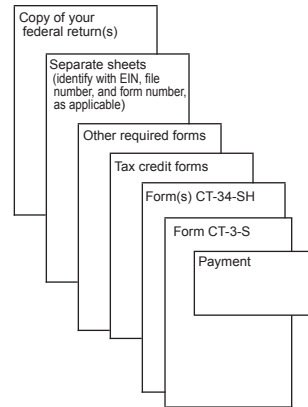 Copy of your
federal return(s)
Separate sheets
(identify with EIN, file
number, and form number,
as applicable)
Other required forms
Tax credit forms
Form(s) CT-34-SH
Form CT-3-S
Payment